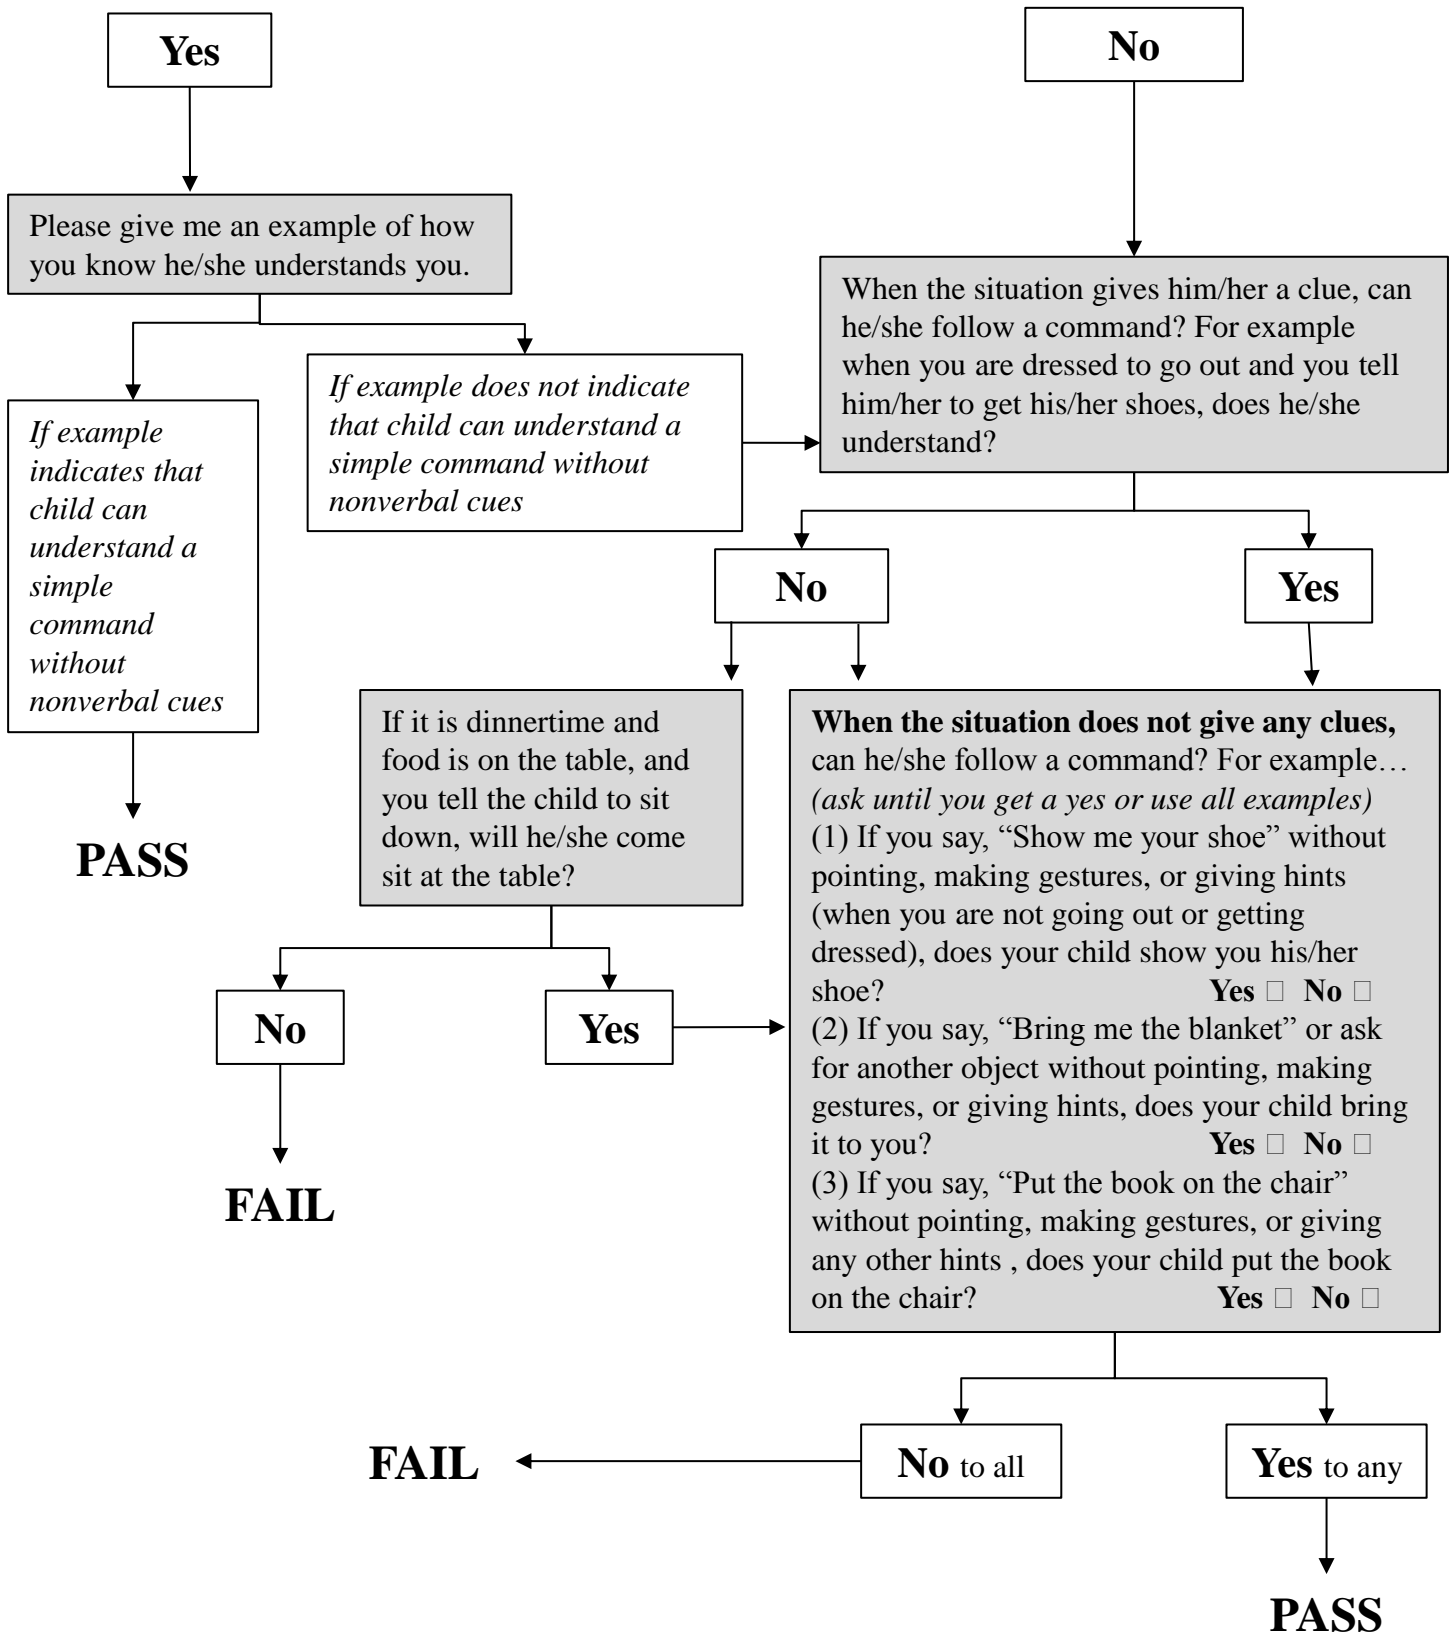 Yes
No
Please give me an example of how
you know he/she understands you.
When the situation gives him/her a clue, can
he/she follow a command? For example
when you are dressed to go out and you tell
him/her to get his/her shoes, does he/she
understand?
If example does not indicate
that child can understand a
simple command without
nonverbal cues
If example
indicates that
child can
understand a
simple
command
without
nonverbal cues
PASS
No
Yes
If it is dinnertime and
food is on the table, and
you tell the child to sit
down, will he/she come
sit at the table?
No
Yes
FAIL
When the situation does not give any clues,
can he/she follow a command? For example…
(ask until you get a yes or use all examples)
(1) If you say, “Show me your shoe” without
pointing, making gestures, or giving hints
(when you are not going out or getting
dressed), does your child show you his/her
shoe? Yes □ No □
(2) If you say, “Bring me the blanket” or ask
for another object without pointing, making
gestures, or giving hints, does your child bring
it to you? Yes □ No □
(3) If you say, “Put the book on the chair”
without pointing, making gestures, or giving
any other hints , does your child put the book
on the chair? Yes □ No □
FAIL
No to all
Yes to any
PASS